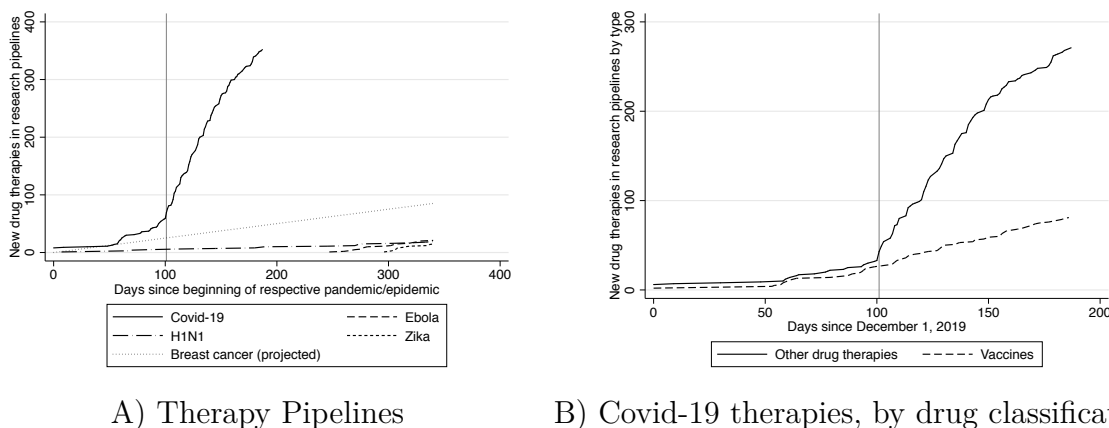 New drug therapies in research pipelines
400
300
200
100
0
0
100
200
300
400
Days since beginning of respective pandemic/epidemic
Covid-19
Ebola
H1N1
Zika
Breast cancer (projected)
A) Therapy Pipelines
New drug therapies in research pipelines by type
300
200
100
0
0
50
100
150
200
Days since December 1, 2019
Other drug therapies
Vaccines
B) Covid-19 therapies, by drug classifica